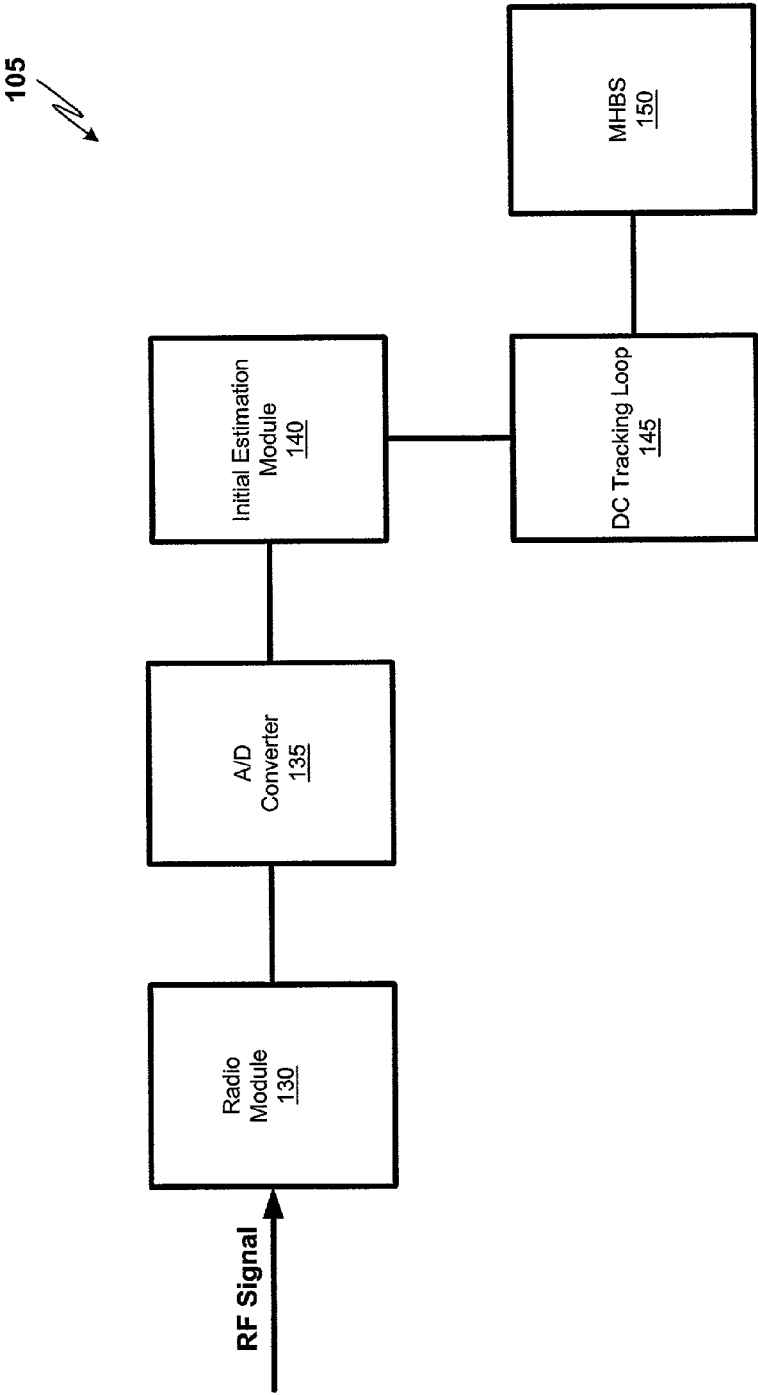 105
RF Signal
Radio
Module
130
A/D
Converter
135
Initial Estimation
Module
140
DC Tracking Loop
145
MHBS
150